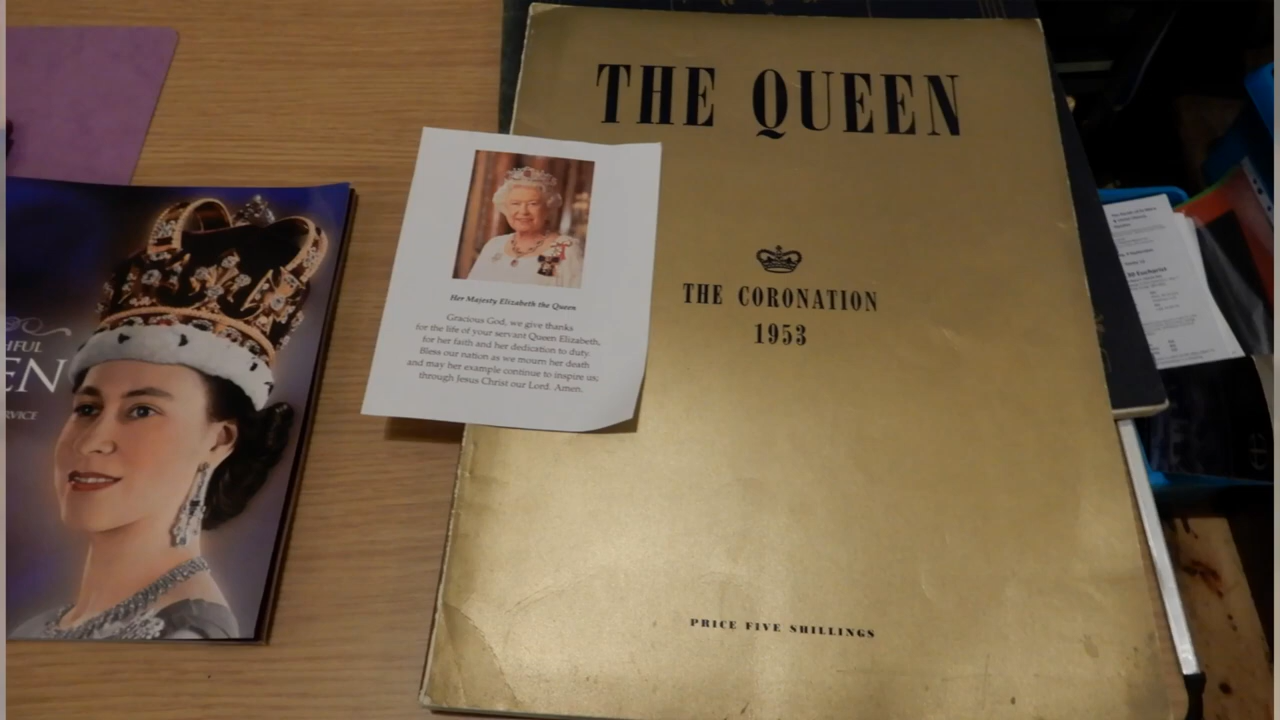 HFUL
EN
RVICE
Her Majesty Elizabeth the Queen
Gracious God, we give thanks
for the life of your servant Queen Elizabeth,
for her faith and her dedication to duty.
Bless our nation as we mourn her death
and may her example continue to inspire us;
through Jesus Christ our Lord. Amen.
THE QUEEN
THE CORONATION
1953
PRICE FIVE SHILLINGS
Eucharist